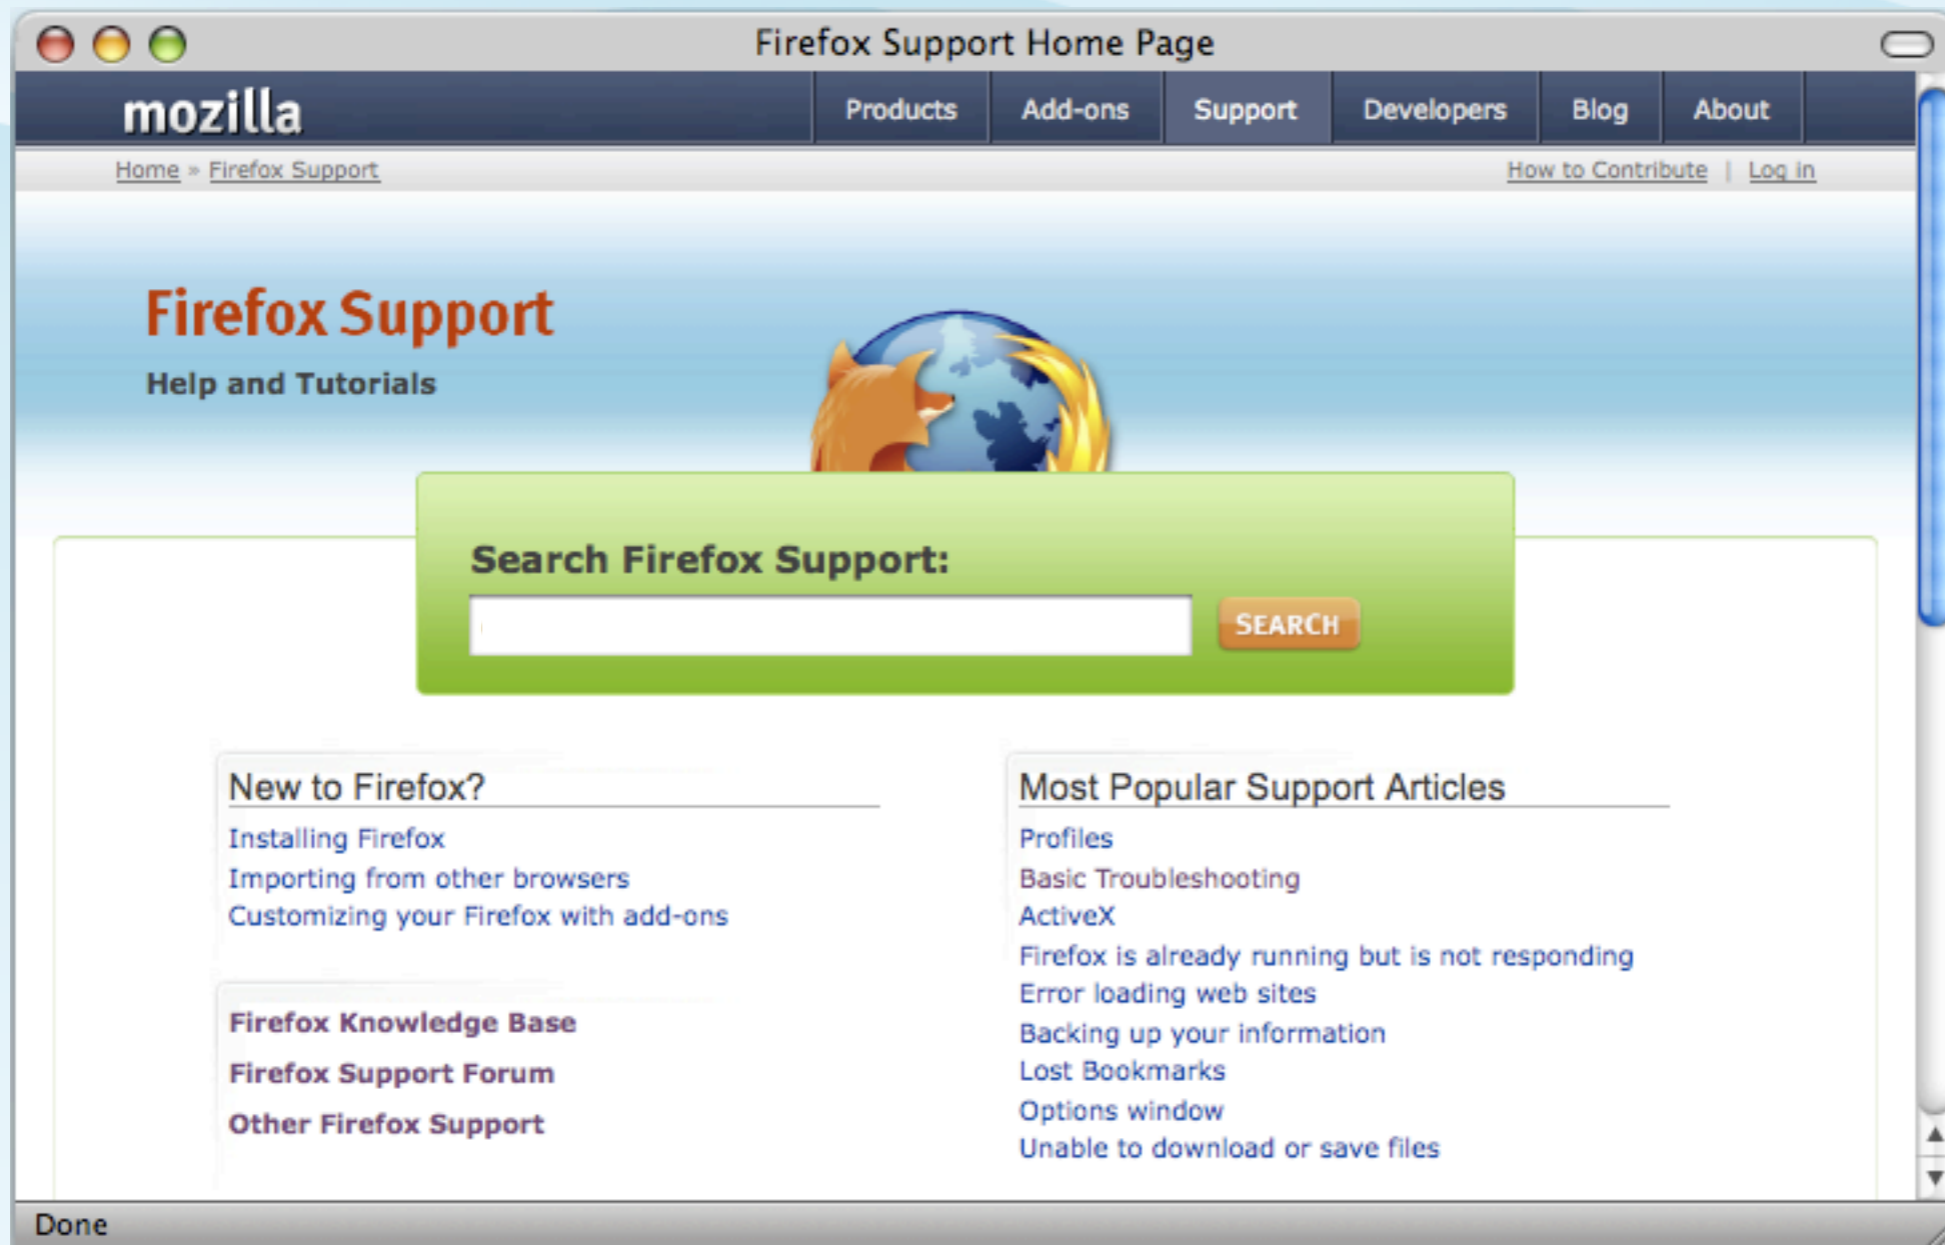 Firefox Support Home Page
mozilla
Products Add-ons Support Developers Blog About
Home » Firefox Support
How to Contribute | Log in
Firefox Support
Help and Tutorials
Search Firefox Support:
SEARCH
New to Firefox?
Installing Firefox
Importing from other browsers
Customizing your Firefox with add-ons
Firefox Knowledge Base
Firefox Support Forum
Other Firefox Support
Most Popular Support Articles
Profiles
Basic Troubleshooting
ActiveX
Firefox is already running but is not responding
Error loading web sites
Backing up your information
Lost Bookmarks
Options window
Unable to download or save files
Done